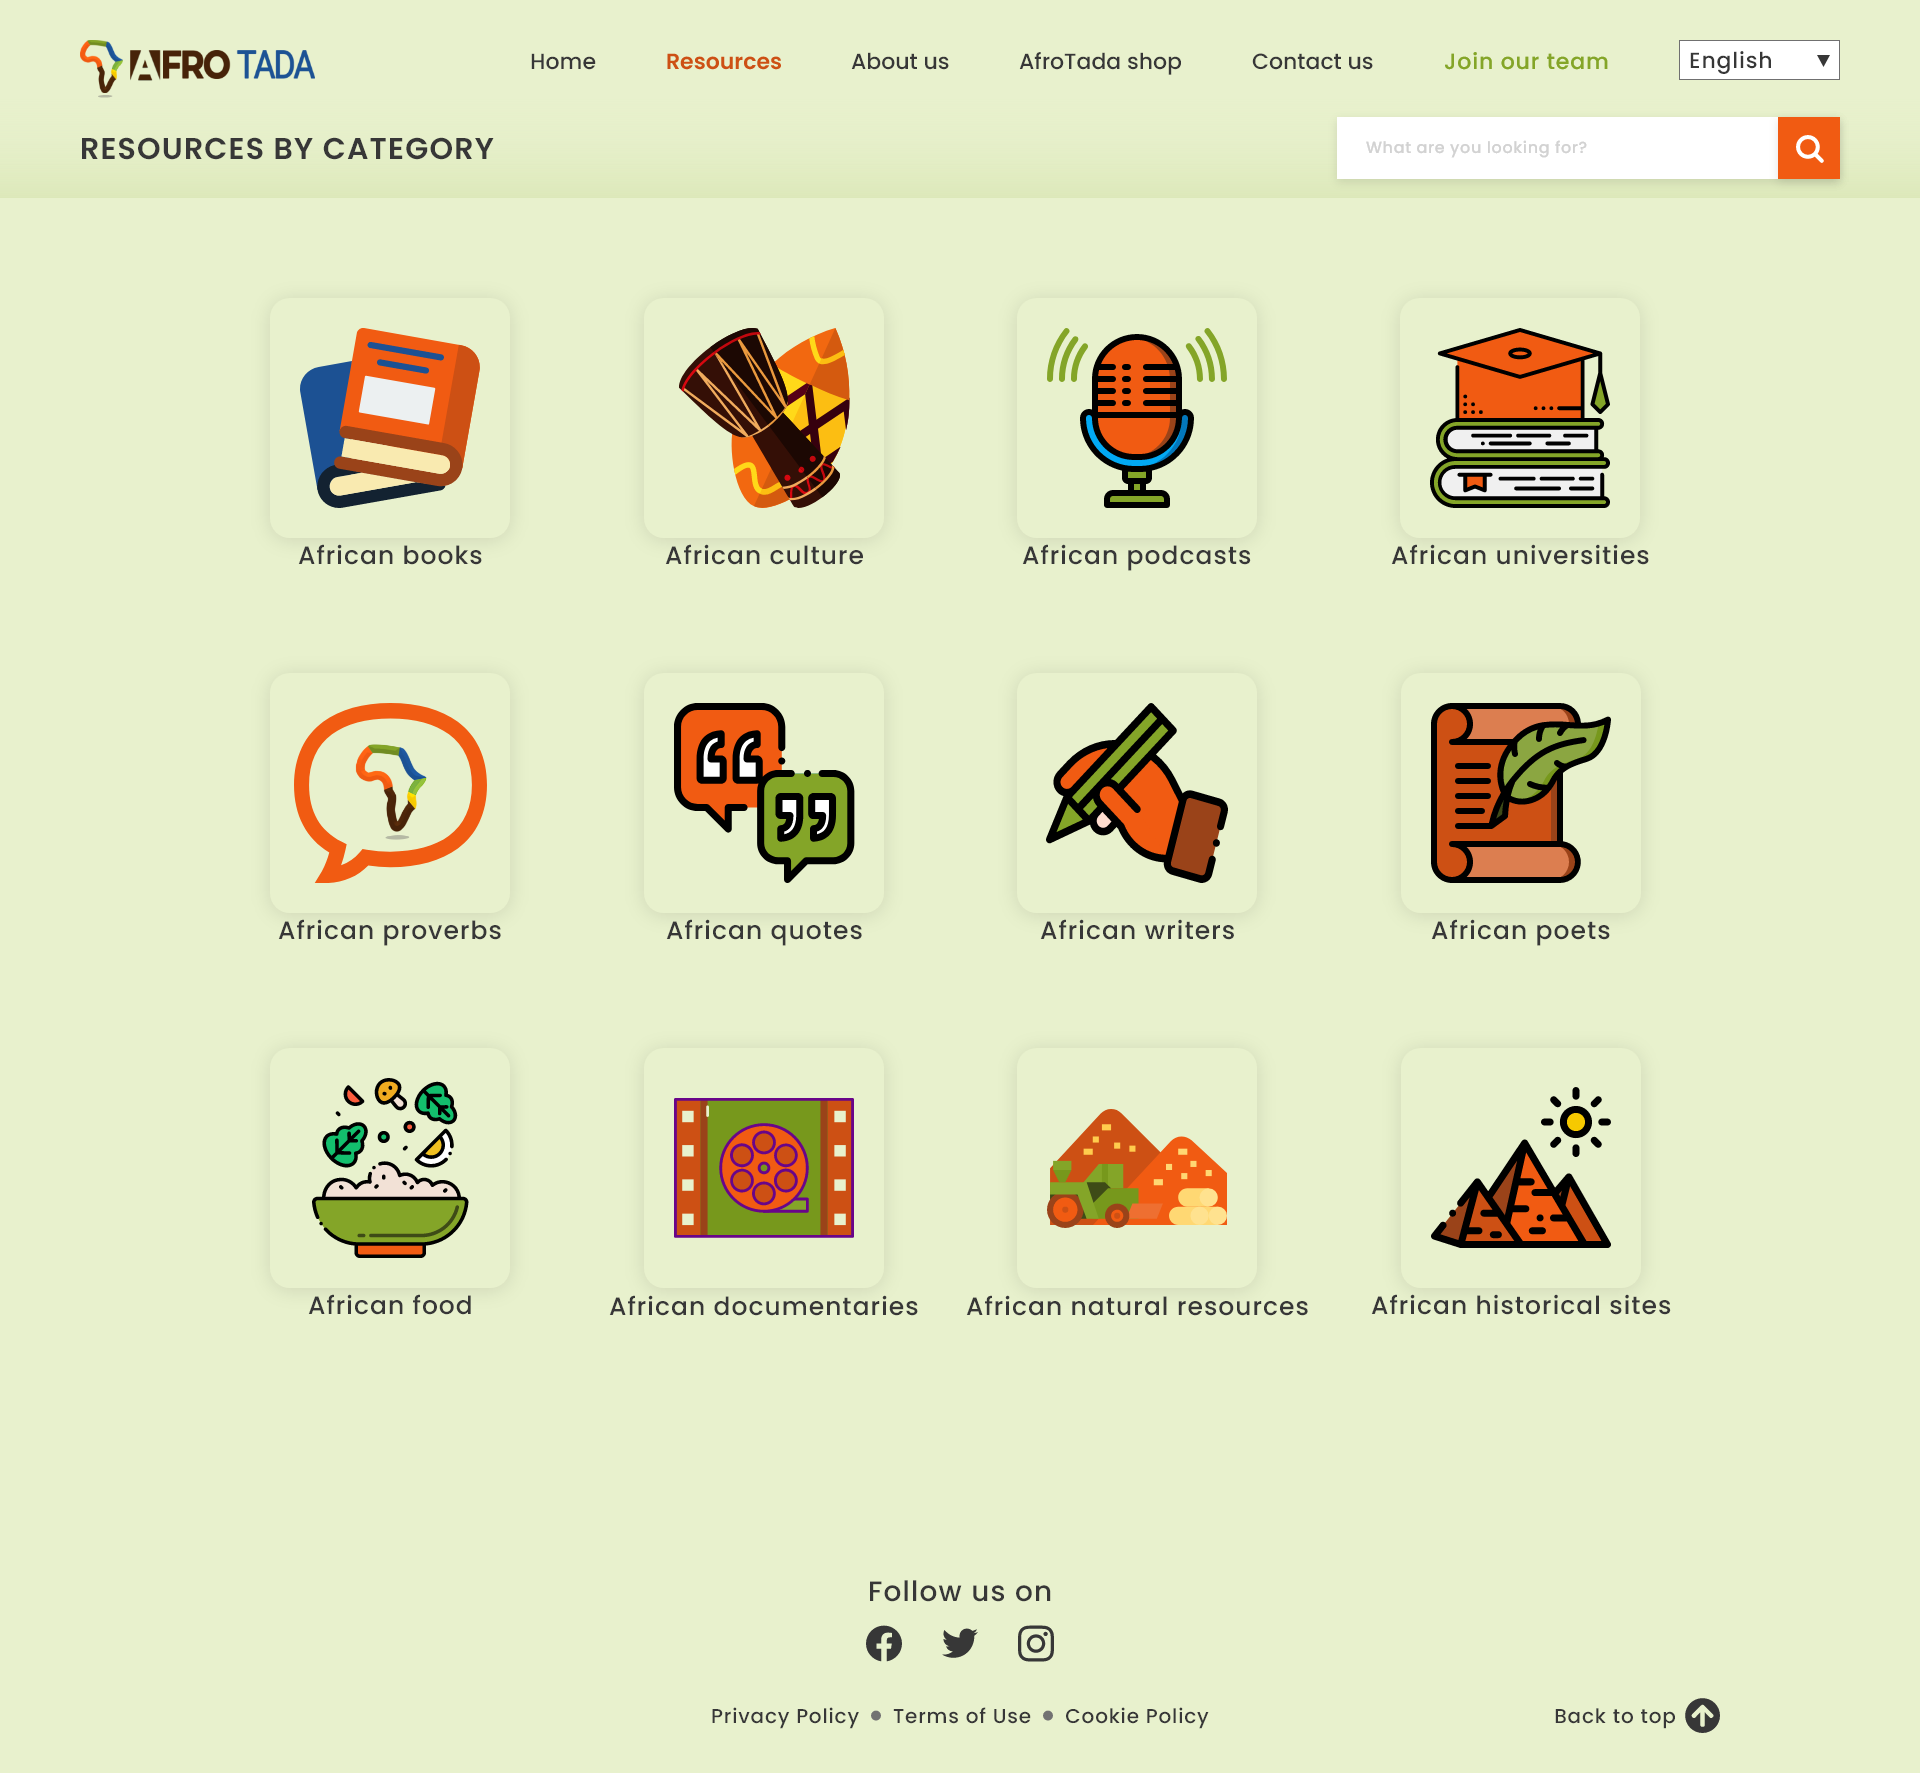 AFRO TADA
Home
Resources
About us
AfroTada shop
Contact us
Join our team
English
RESOURCES BY CATEGORY
What are you looking for?
African books
African culture
African podcasts
African universities
African proverbs
African quotes
African writers
African poets
African food
African documentaries
African natural resources
African historical sites
Follow us on
Privacy Policy
Terms of Use
Cookie Policy
Back to top